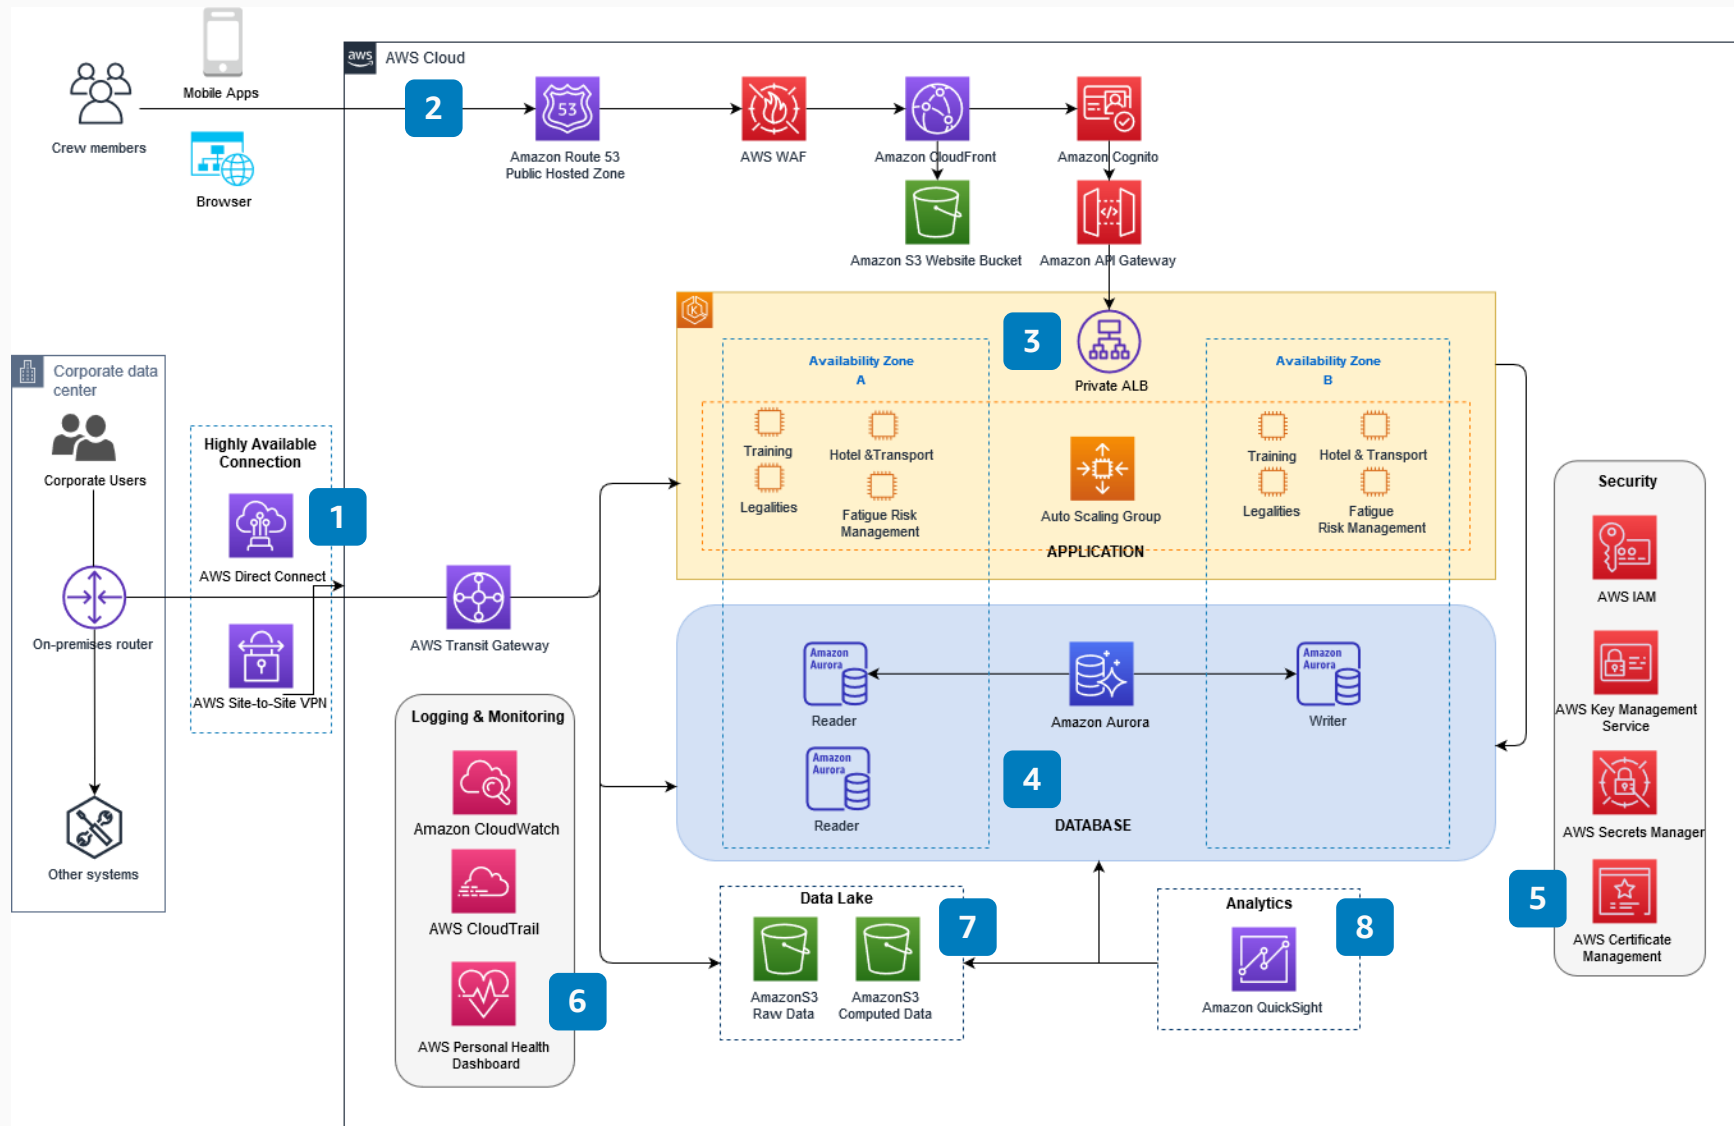 Mobile Apps
Crew members
Browser
aws
AWS Cloud
2
53
Amazon Route 53
Public Hosted Zone
AWS WAF
Amazon CloudFront
Amazon Cognito
Amazon S3 Website Bucket
Amazon API Gateway
Corporate data
center
Corporate Users
On-premises router
Other systems
Highly Available
Connection
1
AWS Direct Connect
AWS Site-to-Site VPN
AWS Transit Gateway
K
3
Private ALB
Availability Zone
A
Training
Hotel &Transport
Legalities
Fatigue Risk
Management
Auto Scaling Group
APPLICATION
Availability Zone
B
Training
Hotel & Transport
Legalities
Fatigue
Risk Management
Amazon
Aurora
Reader
Amazon
Aurora
Reader
Amazon Aurora
Amazon
Aurora
Writer
4
DATABASE
Logging & Monitoring
Amazon CloudWatch
AWS CloudTrail
AWS Personal Health
Dashboard
6
Data Lake
7
AmazonS3
Raw Data
AmazonS3
Computed Data
Analytics
8
Amazon QuickSight
Security
AWS IAM
AWS Key Management
Service
AWS Secrets Manager
5
AWS Certificate
Management